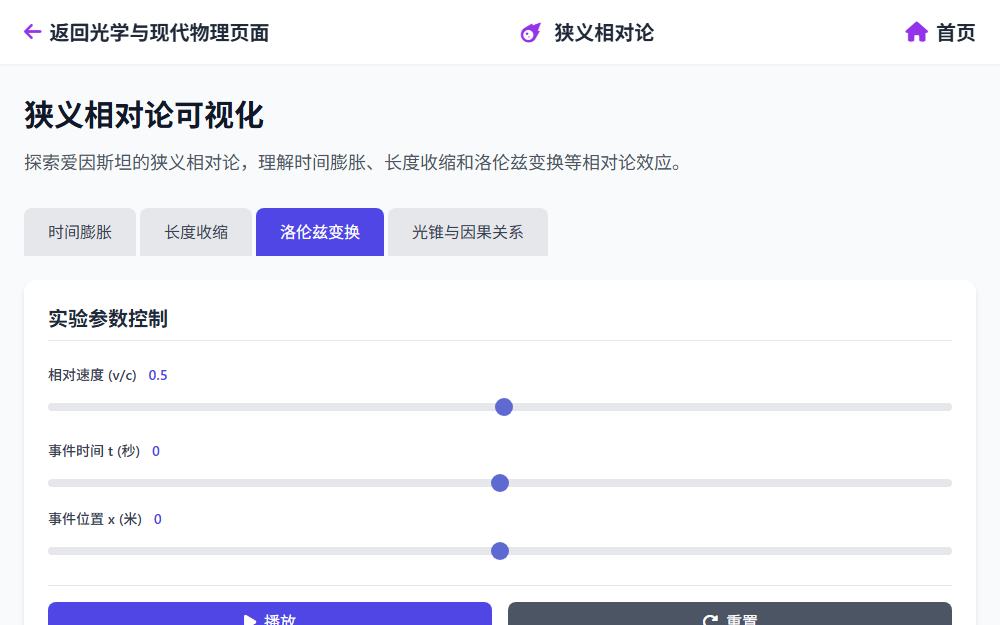 返回光学与现代物理页面
狭义相对论
首页
狭义相对论可视化
探索爱因斯坦的狭义相对论，理解时间膨胀、长度收缩和洛伦兹变换等相对论效应。
时间膨胀
长度收缩
洛伦兹变换
光锥与因果关系
实验参数控制
相对速度 (v/c) 0.5
事件时间 t (秒) 0
事件位置 x (米) 0
播放
重置